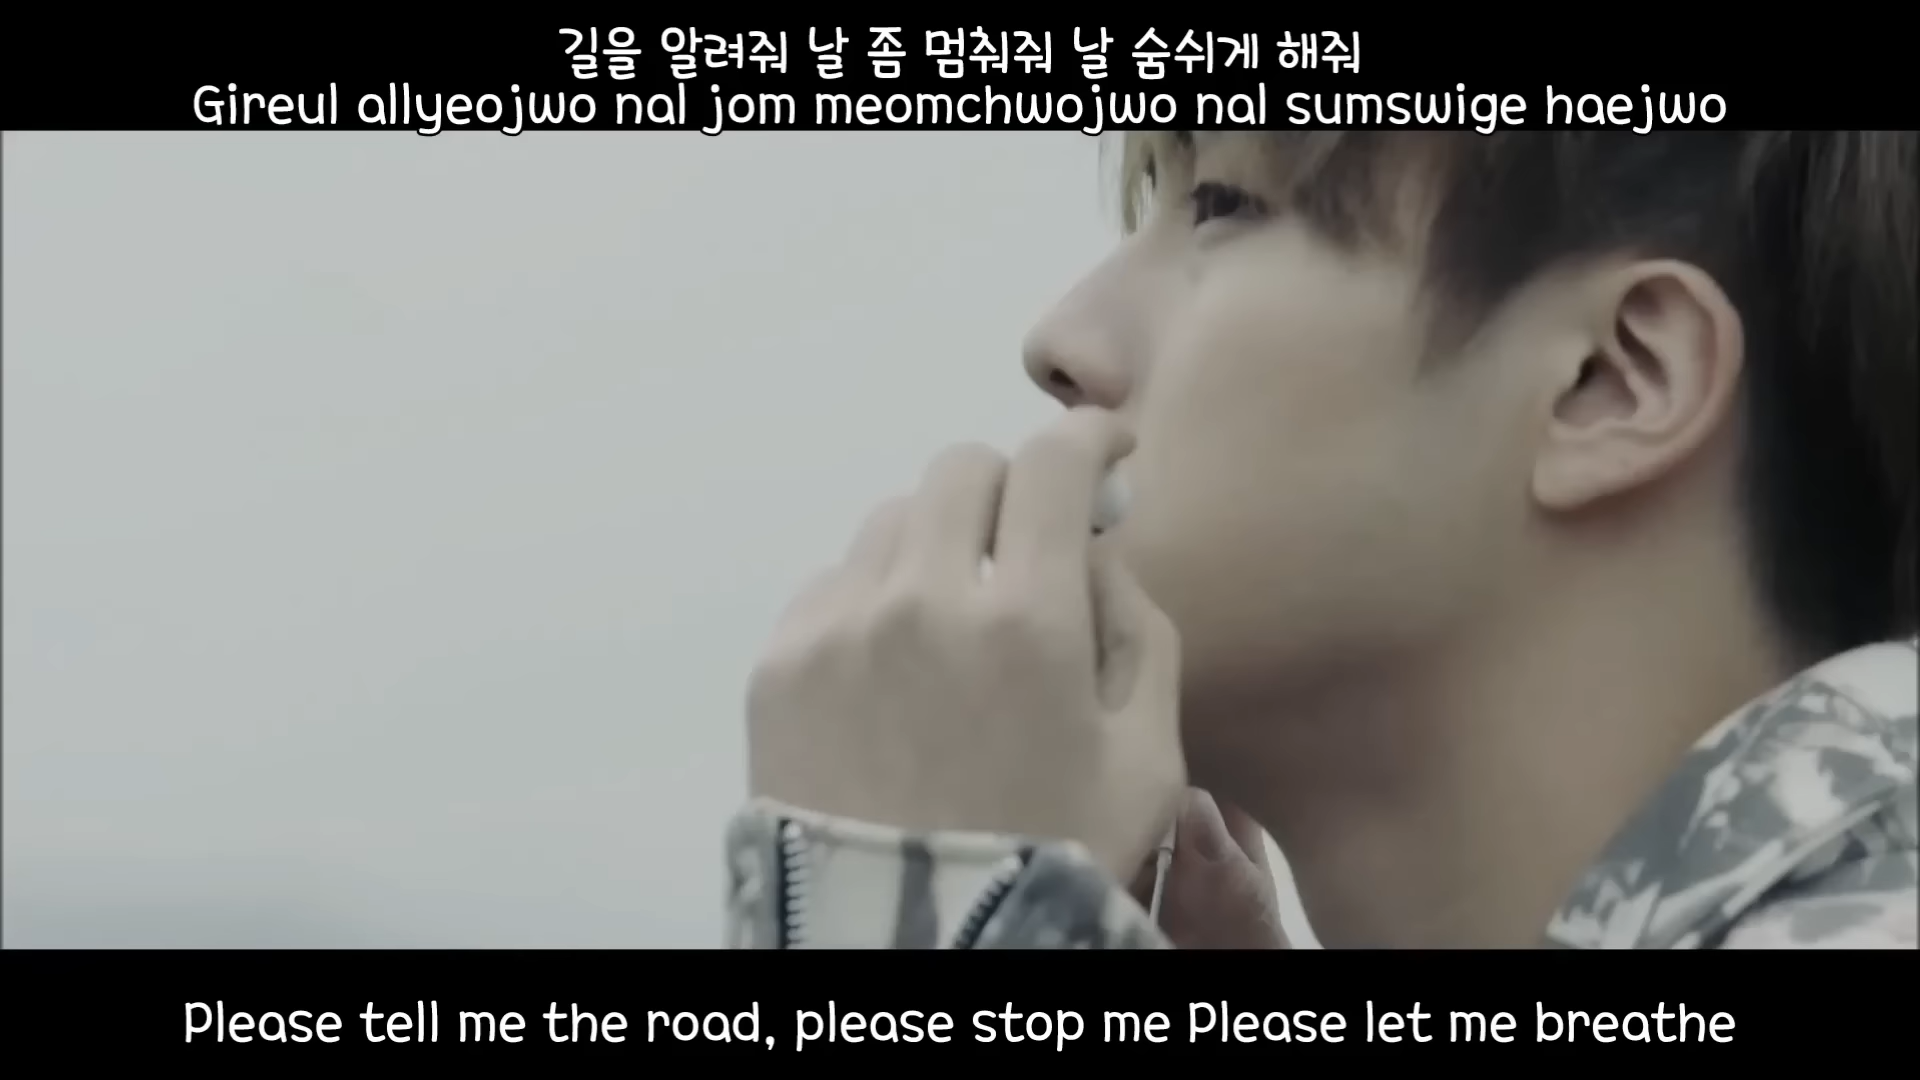 길을 알려줘 날 좀 멈춰줘 날 숨쉬게 해줘
Gireul allyeojwo nal jom meomchwojwo nal sumswige haejwo
Please tell me the road, please stop me Please let me breathe